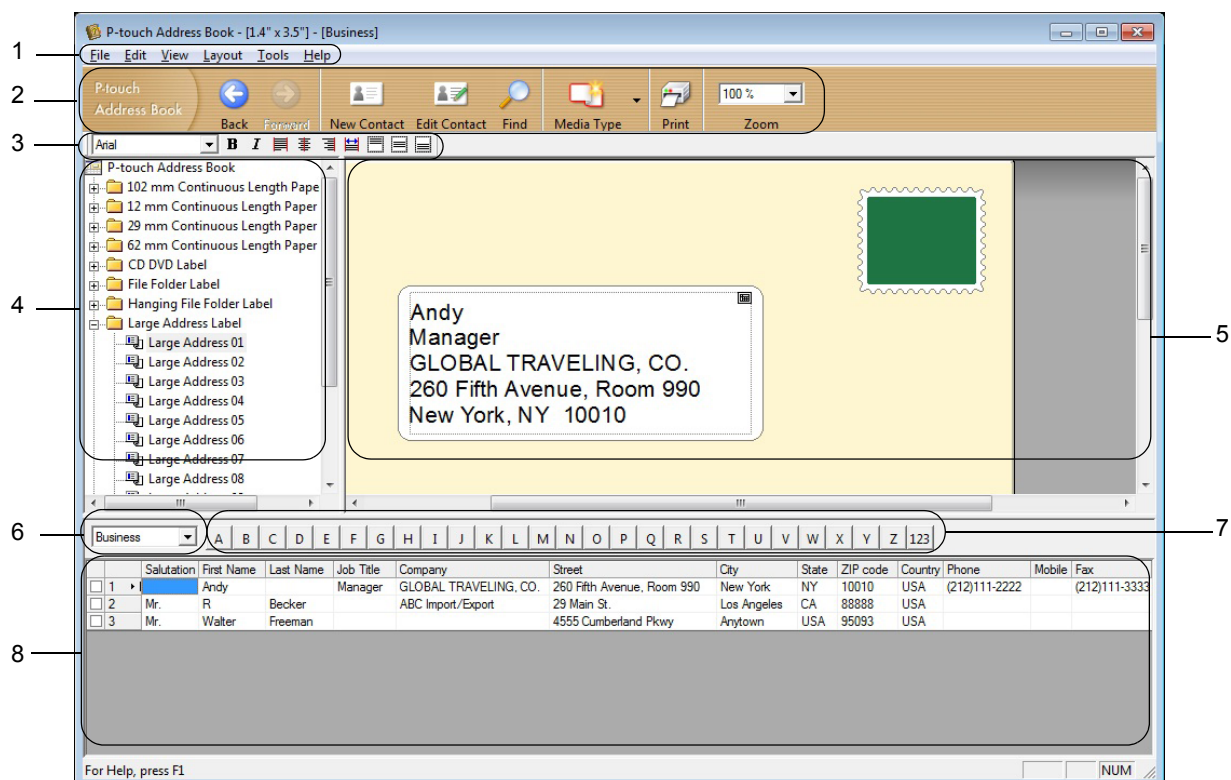 P-touch Address Book - [1.4" x 3.5"] - [Business]
1
File Edit View Layout Tools Help
2
P-touch
Address Book
Back Forward New Contact Edit Contact Find Media Type Print 100 % Zoom
3
Arial B I
4
P-touch Address Book
102 mm Continuous Length Pape
12 mm Continuous Length Paper
29 mm Continuous Length Paper
62 mm Continuous Length Paper
CD DVD Label
File Folder Label
Hanging File Folder Label
Large Address Label
Large Address 01
Large Address 02
Large Address 03
Large Address 04
Large Address 05
Large Address 06
Large Address 07
Large Address 08
Andy
Manager
GLOBAL TRAVELING, CO.
260 Fifth Avenue, Room 990
New York, NY 10010
5
6
Business
A B C D E F G H I J K L M N O P Q R S T U V W X Y Z 123
7
Salutation First Name Last Name Job Title Company Street City State ZIP code Country Phone Mobile Fax
1 Andy Manager GLOBAL TRAVELING, CO. 260 Fifth Avenue, Room 990 New York NY 10010 USA (212)111-2222 (212)111-3333
2 Mr. R Becker ABC Import/Export 29 Main St. Los Angeles CA 88888 USA
3 Mr. Walter Freeman 4555 Cumberland Pkwy Anytown USA 95093 USA
8
For Help, press F1
NUM